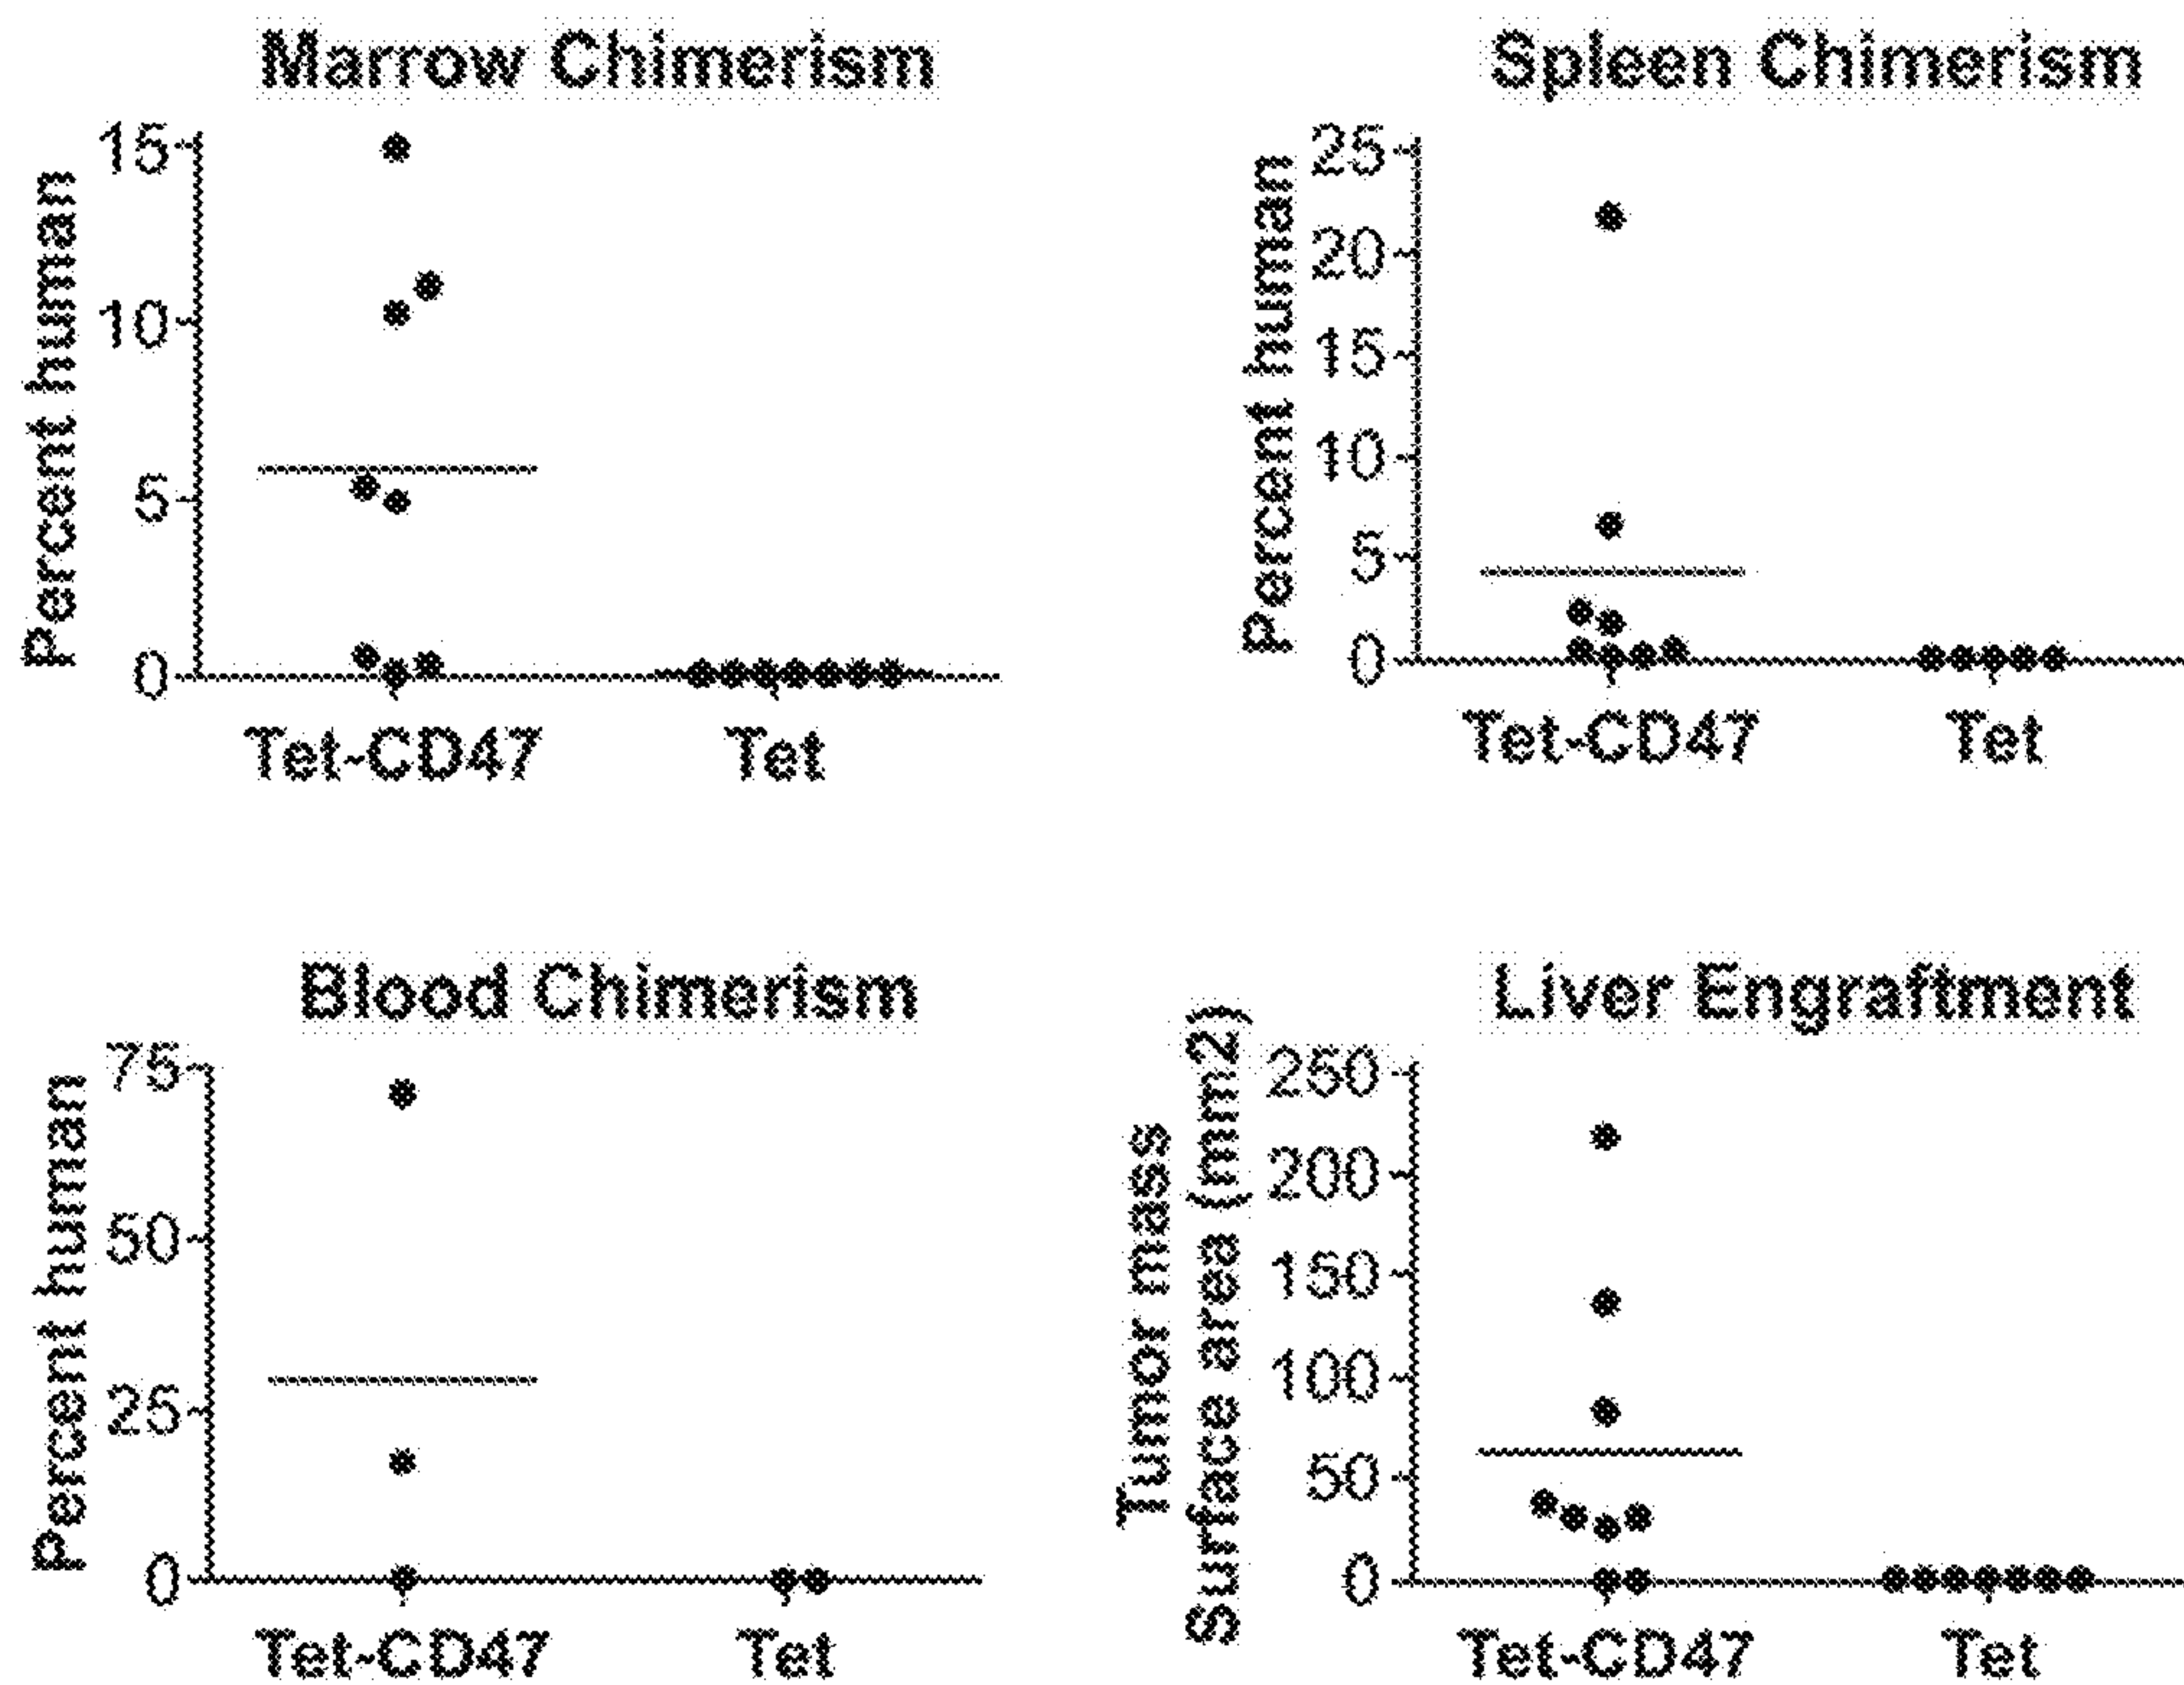 Marrow Chimerism
Percent human
15
10
5
0
Tet-CD47
Tet
Spleen Chimerism
Percent human
25
20
15
10
5
0
Tet-CD47
Tet
Blood Chimerism
Percent human
75
50
25
0
Tet-CD47
Tet
Liver Engraftment
Tumor mass
Surface area (mm2)
250
200
150
100
50
0
Tet-CD47
Tet